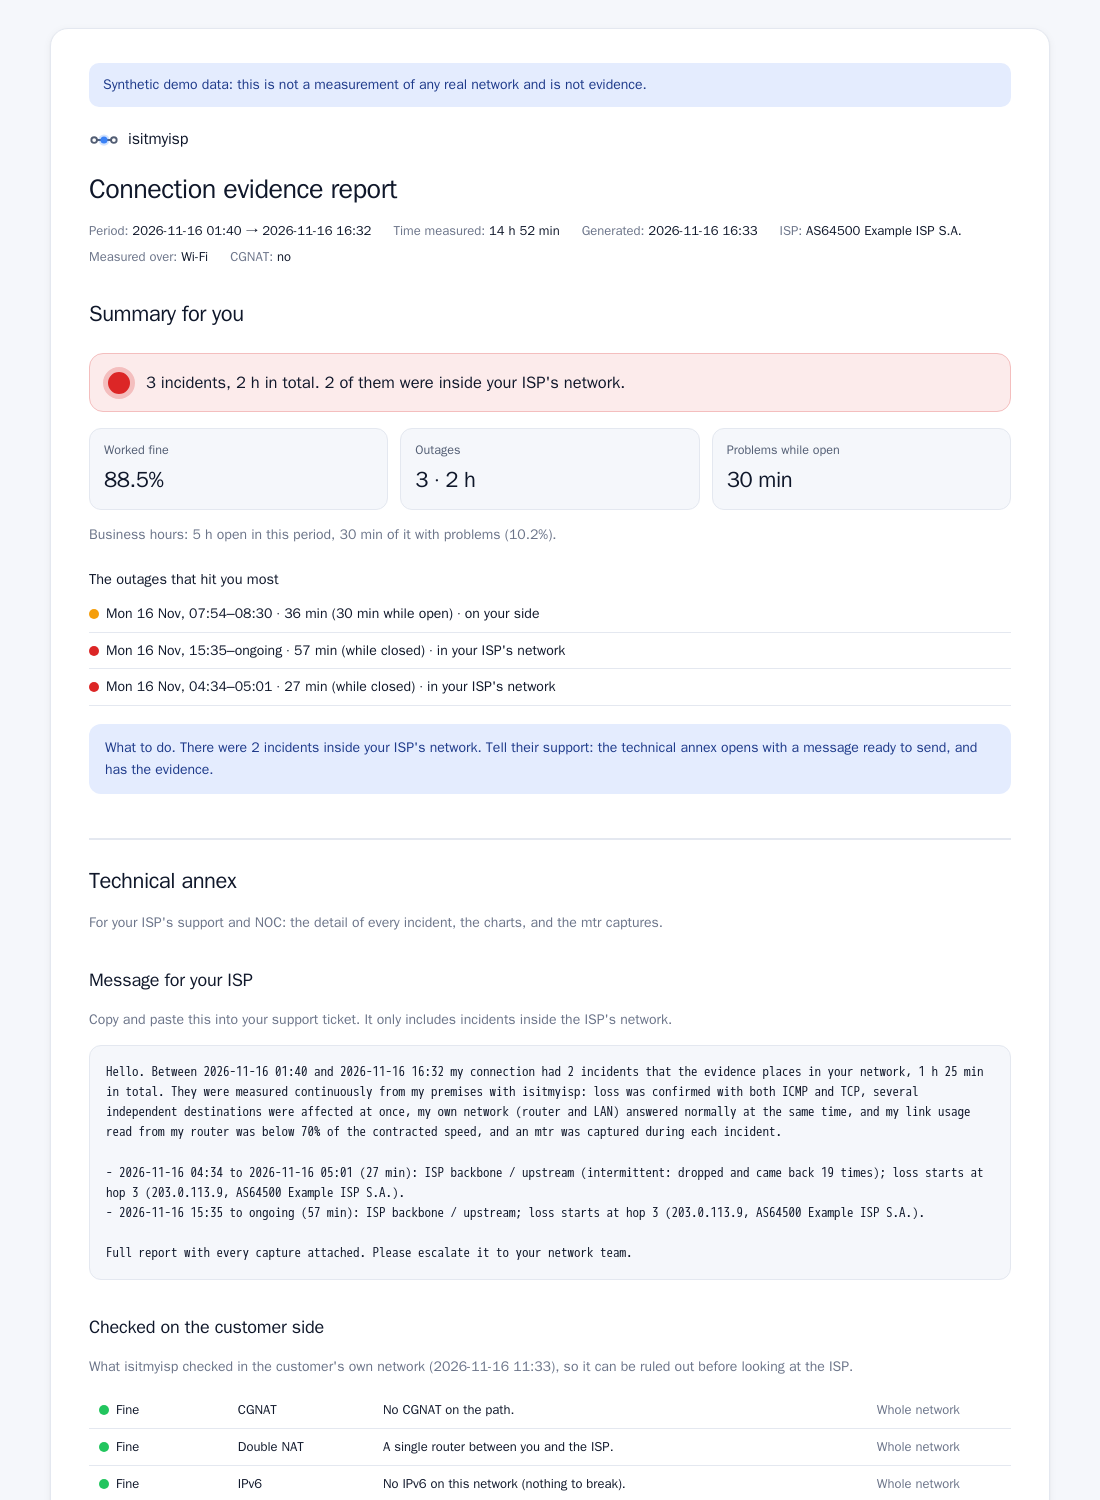 Synthetic demo data: this is not a measurement of any real network and is not evidence.
isitmyisp
Connection evidence report
Period: 2026-11-16 01:40 → 2026-11-16 16:32 Time measured: 14 h 52 min Generated: 2026-11-16 16:33 ISP: AS64500 Example ISP S.A.
Measured over: Wi-Fi CGNAT: no
Summary for you
3 incidents, 2 h in total. 2 of them were inside your ISP's network.
Worked fine Outages Problems while open
88.5% 3 · 2 h 30 min
Business hours: 5 h open in this period, 30 min of it with problems (10.2%).
The outages that hit you most
Mon 16 Nov, 07:54–08:30 · 36 min (30 min while open) · on your side
Mon 16 Nov, 15:35–ongoing · 57 min (while closed) · in your ISP's network
Mon 16 Nov, 04:34–05:01 · 27 min (while closed) · in your ISP's network
What to do. There were 2 incidents inside your ISP's network. Tell their support: the technical annex opens with a message ready to send, and
has the evidence.
Technical annex
For your ISP's support and NOC: the detail of every incident, the charts, and the mtr captures.
Message for your ISP
Copy and paste this into your support ticket. It only includes incidents inside the ISP's network.
Hello. Between 2026-11-16 01:40 and 2026-11-16 16:32 my connection had 2 incidents that the evidence places in your network, 1 h 25 min
in total. They were measured continuously from my premises with isitmyisp: loss was confirmed with both ICMP and TCP, several
independent destinations were affected at once, my own network (router and LAN) answered normally at the same time, and my link usage
read from my router was below 70% of the contracted speed, and an mtr was captured during each incident.
- 2026-11-16 04:34 to 2026-11-16 05:01 (27 min): ISP backbone / upstream (intermittent: dropped and came back 19 times); loss starts at
hop 3 (203.0.113.9, AS64500 Example ISP S.A.).
- 2026-11-16 15:35 to ongoing (57 min): ISP backbone / upstream; loss starts at hop 3 (203.0.113.9, AS64500 Example ISP S.A.).
Full report with every capture attached. Please escalate it to your network team.
Checked on the customer side
What isitmyisp checked in the customer's own network (2026-11-16 11:33), so it can be ruled out before looking at the ISP.
Fine CGNAT No CGNAT on the path. Whole network
Fine Double NAT A single router between you and the ISP. Whole network
Fine IPv6 No IPv6 on this network (nothing to break). Whole network